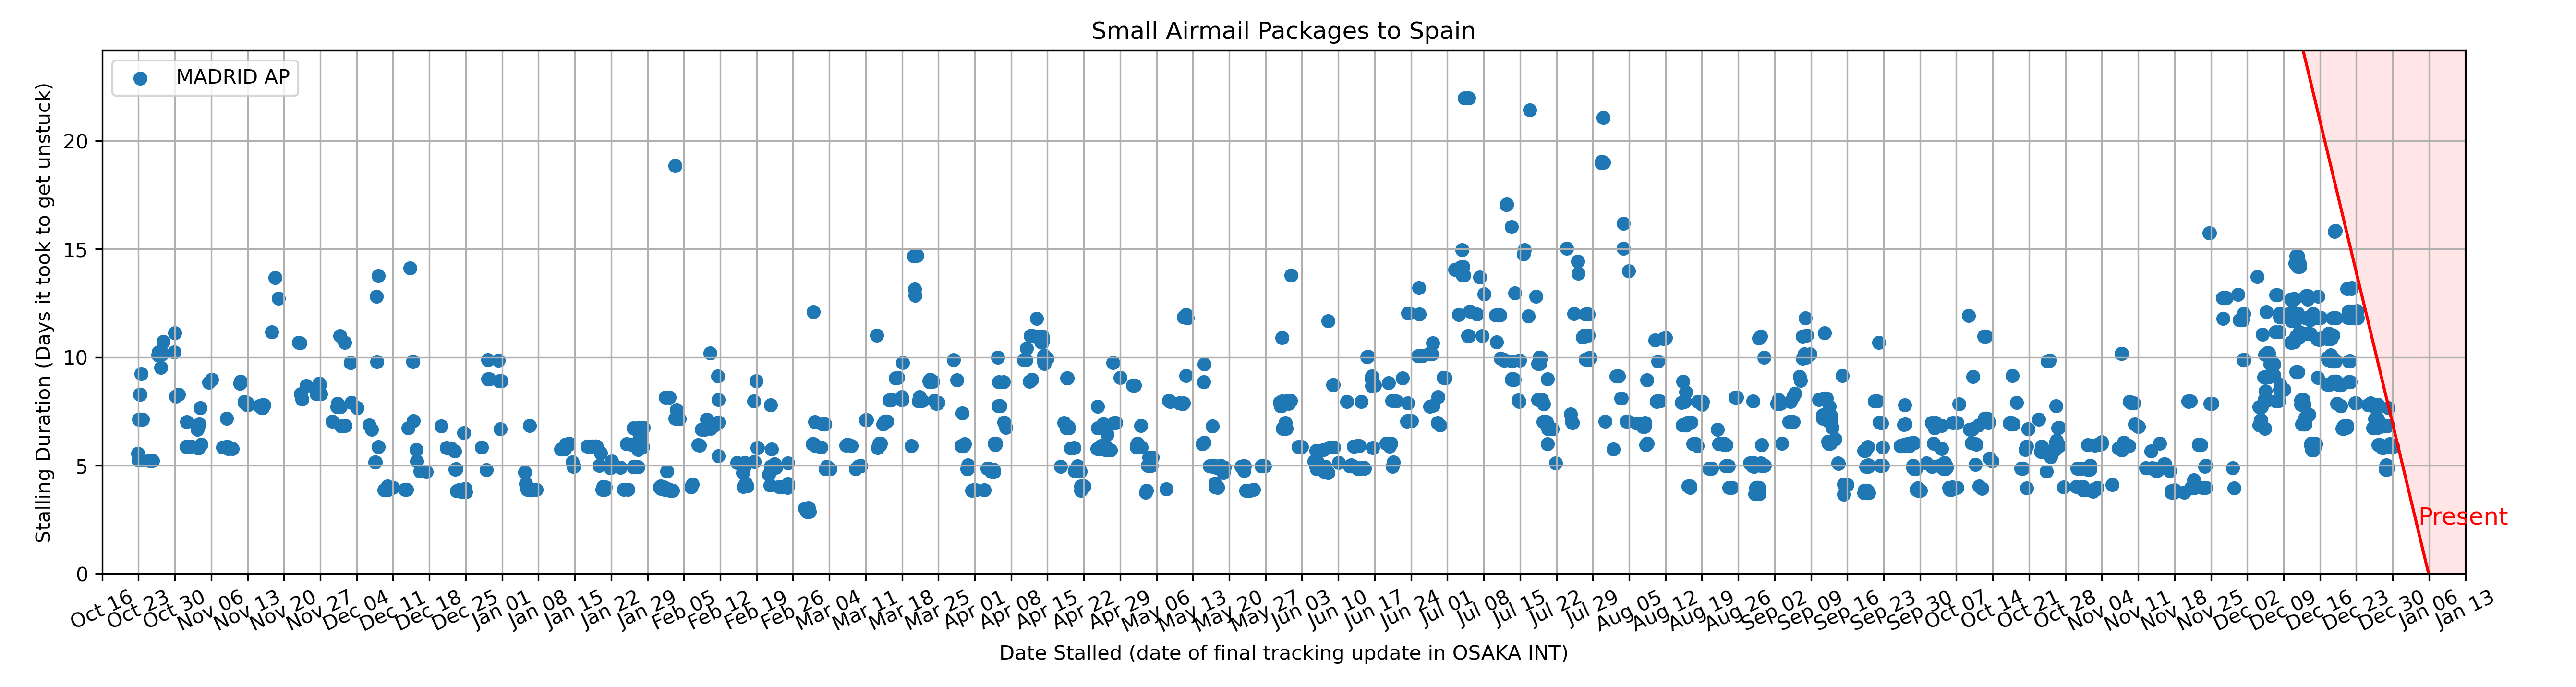 Small Airmail Packages to Spain
MADRID AP
Stalling Duration (Days it took to get unstuck)
20
15
10
5
0
Present
Oct 16 Oct 23 Oct 30 Nov 06 Nov 13 Nov 20 Nov 27 Dec 04 Dec 11 Dec 18 Dec 25 Jan 01 Jan 08 Jan 15 Jan 22 Jan 29 Feb 05 Feb 12 Feb 19 Feb 26 Mar 04 Mar 11 Mar 18 Mar 25 Apr 01 Apr 08 Apr 15 Apr 22 Apr 29 May 06 May 13 May 20 May 27 Jun 03 Jun 10 Jun 17 Jun 24 Jul 01 Jul 08 Jul 15 Jul 22 Jul 29 Aug 05 Aug 12 Aug 19 Aug 26 Sep 02 Sep 09 Sep 16 Sep 23 Sep 30 Oct 07 Oct 14 Oct 21 Oct 28 Nov 04 Nov 11 Nov 18 Nov 25 Dec 02 Dec 09 Dec 16 Dec 23 Dec 30 Jan 06 Jan 13
Date Stalled (date of final tracking update in OSAKA INT)